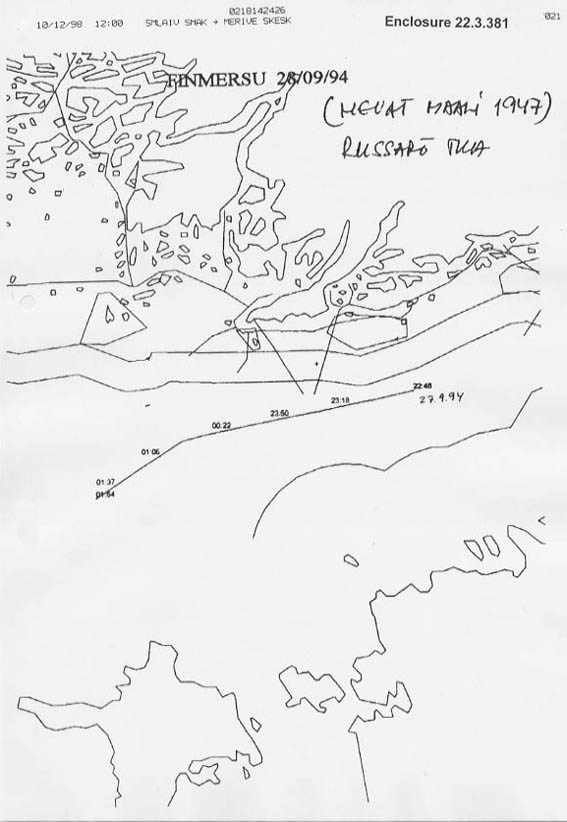 0218142426
021
10/12/98 12:00 SMLAIV SMAK → MERIVE SKESK
Enclosure 22.3.381
FINMERSU 28/09/94
(MEVAT MAALI 1947)
RUSSARÖ
22:48
27.9.94
23:18
23:50
00:22
01:05
01:37
01:54